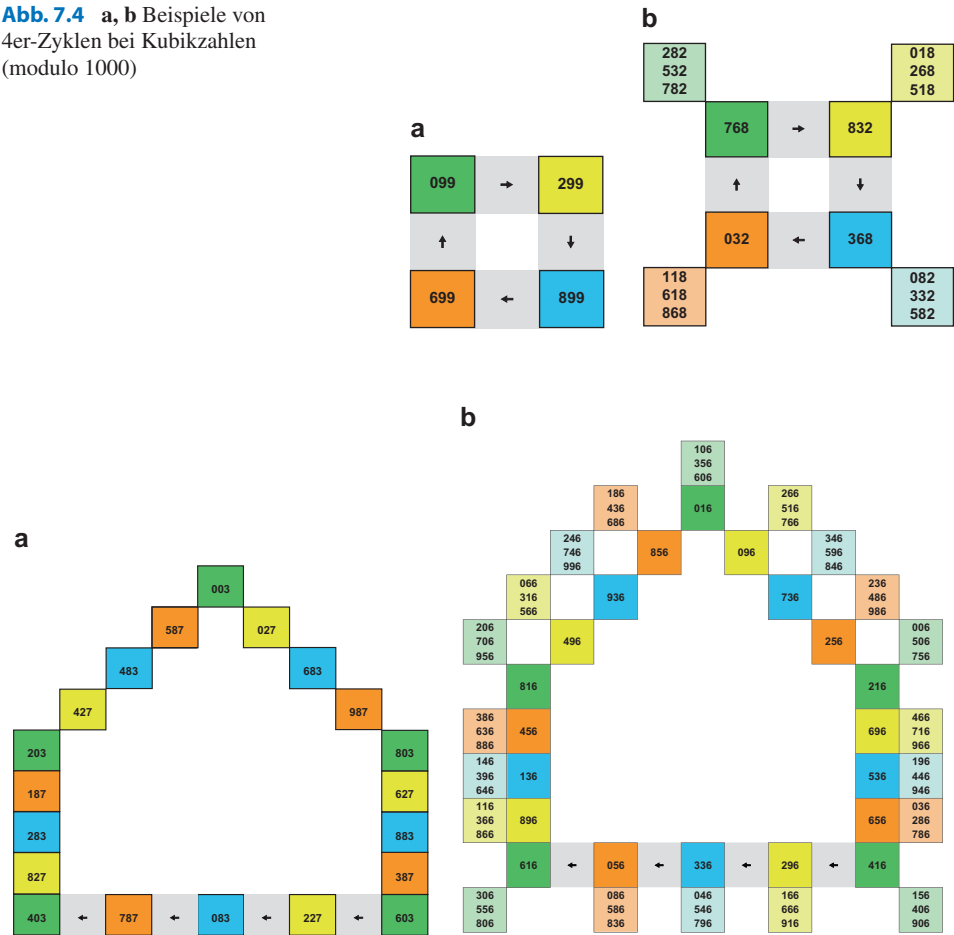 Abb. 7.4 a, b Beispiele von
4er-Zyklen bei Kubikzahlen
(modulo 1000)
a
099 → 299
↑ ↓
699 ← 899
b
282 018
532 268
782 518
768 → 832
↑ ↓
032 ← 368
118 082
618 332
868 582
a
003
587 027
483 683
427 987
203 803
187 627
283 883
827 387
403 ← 787 ← 083 ← 227 ← 603
b
106
356
606
186 266
436 016 516
686 766
246 346
746 856 096 596
996 846
066 236
316 936 736 486
566 986
206 006
706 496 256 506
956 756
816 216
386 466
636 456 696 716
886 966
146 196
396 136 536 446
646 946
116 036
366 896 656 286
866 786
616 ← 056 ← 336 ← 296 ← 416
306 086 046 166 156
556 586 546 666 406
806 836 796 916 906